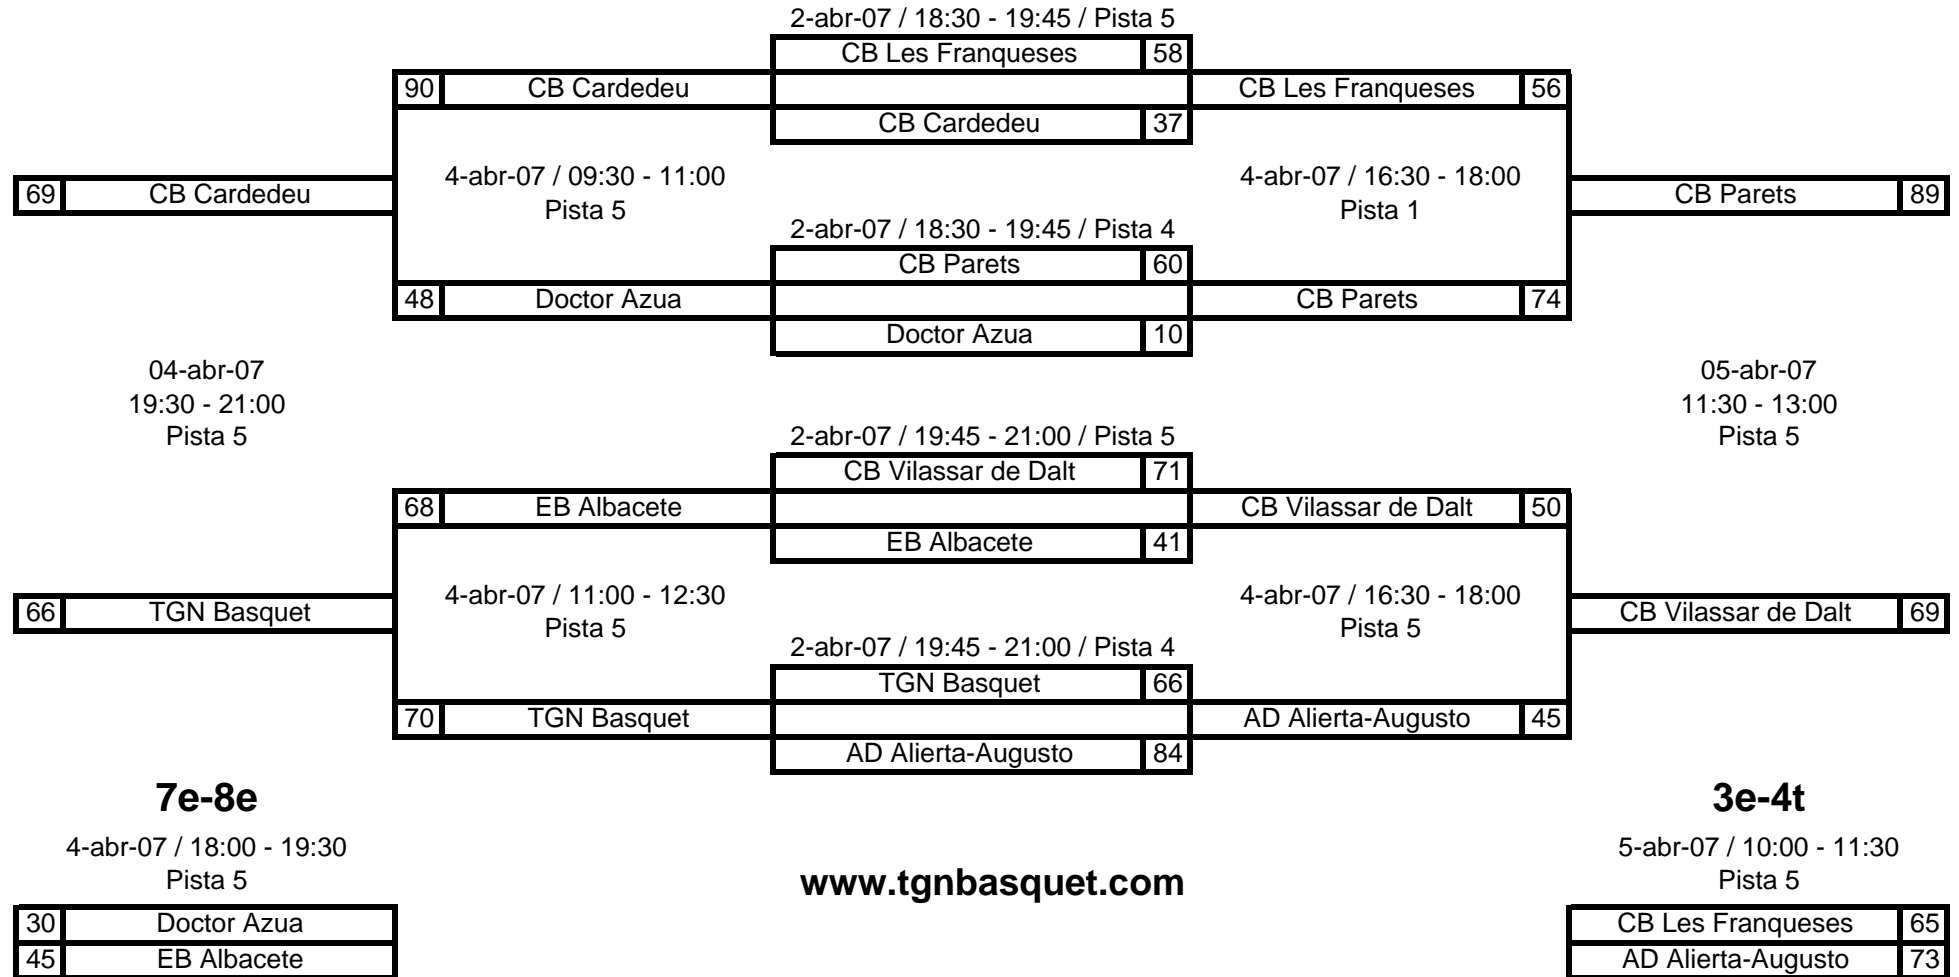 2-abr-07 / 18:30 - 19:45 / Pista 5
CB Les Franqueses 58
90 CB Cardedeu CB Les Franqueses 56
CB Cardedeu 37
4-abr-07 / 09:30 - 11:00 4-abr-07 / 16:30 - 18:00
69 CB Cardedeu CB Parets 89
Pista 5 Pista 1
2-abr-07 / 18:30 - 19:45 / Pista 4
CB Parets 60
48 Doctor Azua CB Parets 74
Doctor Azua 10
04-abr-07 05-abr-07
19:30 - 21:00 11:30 - 13:00
Pista 5 2-abr-07 / 19:45 - 21:00 / Pista 5 Pista 5
CB Vilassar de Dalt 71
68 EB Albacete CB Vilassar de Dalt 50
EB Albacete 41
4-abr-07 / 11:00 - 12:30 4-abr-07 / 16:30 - 18:00
66 TGN Basquet CB Vilassar de Dalt 69
Pista 5 Pista 5
2-abr-07 / 19:45 - 21:00 / Pista 4
TGN Basquet 66
70 TGN Basquet AD Alierta-Augusto 45
AD Alierta-Augusto 84
7e-8e 3e-4t
4-abr-07 / 18:00 - 19:30 5-abr-07 / 10:00 - 11:30
Pista 5 www.tgnbasquet.com Pista 5
30 Doctor Azua CB Les Franqueses 65
45 EB Albacete AD Alierta-Augusto 73